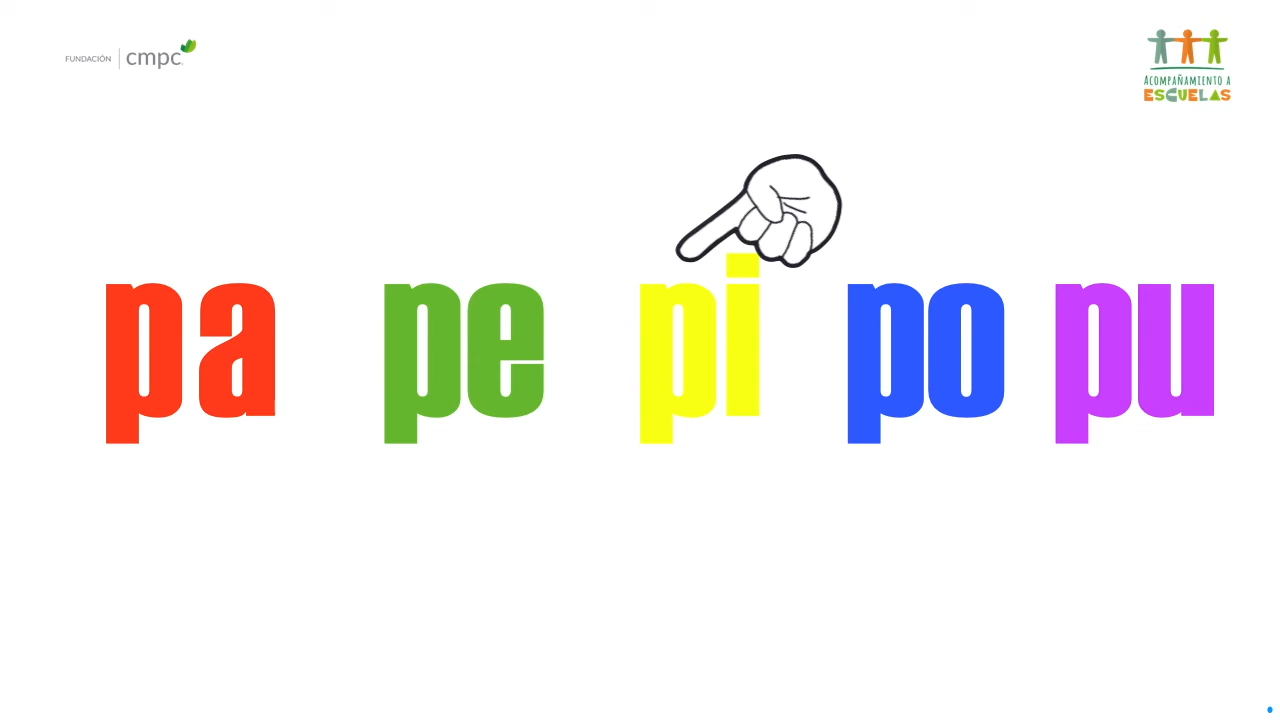 FUNDACIÓN cmpc
ACOMPAÑAMIENTO A
ESCUELAS
pa pe pi po pu